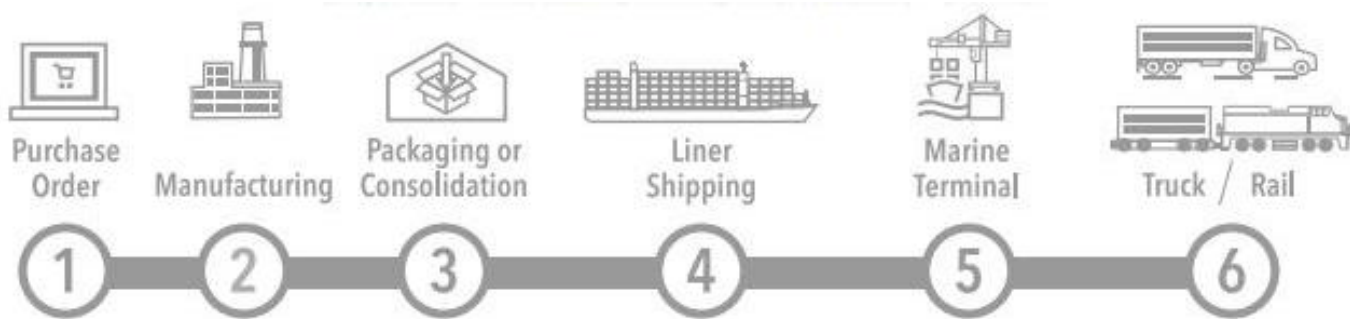 Purchase
Order
Manufacturing
Packaging or
Consolidation
Liner
Shipping
Marine
Terminal
Truck / Rail
1
2
3
4
5
6